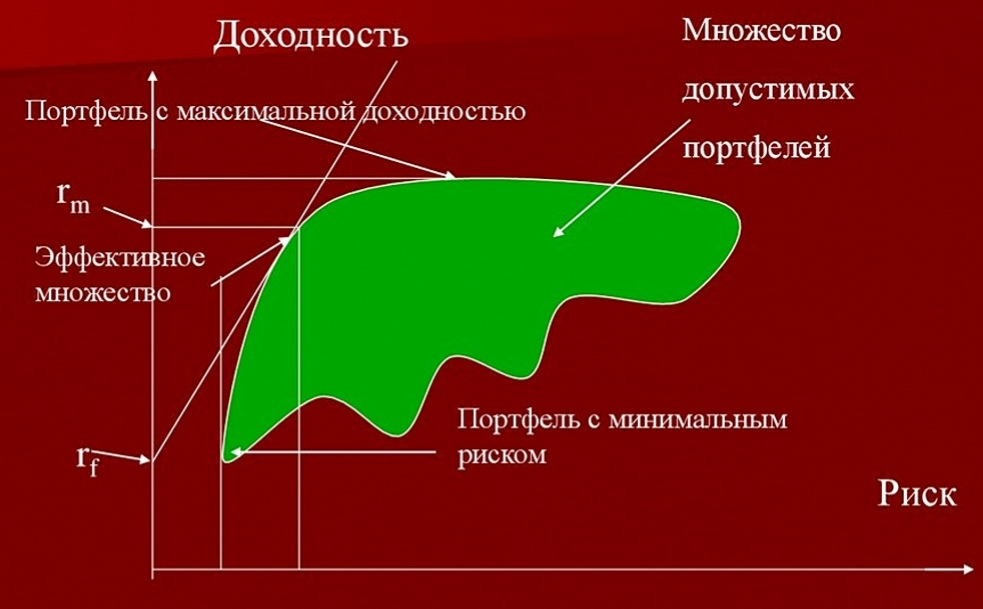 Доходность
Множество
допустимых
портфелей
Портфель с максимальной доходностью
rm
Эффективное
множество
Портфель с минимальным
риском
rf
Риск